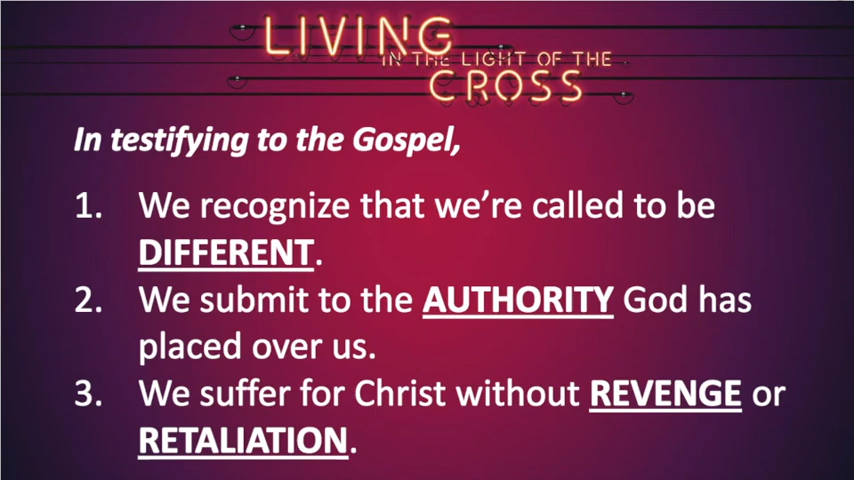 LIVING
IN THE LIGHT OF THE
CROSS
In testifying to the Gospel,
1. We recognize that we’re called to be
DIFFERENT.
2. We submit to the AUTHORITY God has
placed over us.
3. We suffer for Christ without REVENGE or
RETALIATION.